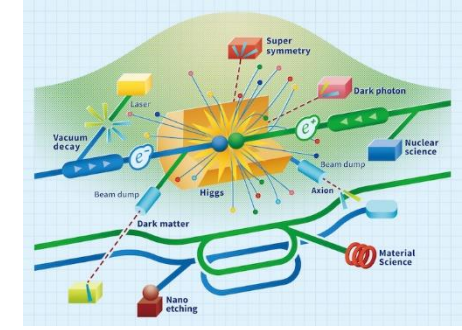 Super
symmetry
Dark photon
Laser
Vacuum
decay
e⁻
e⁺
Nuclear
science
Beam dump
Higgs
Beam dump
Axion
Dark matter
Material
Science
Nano
etching